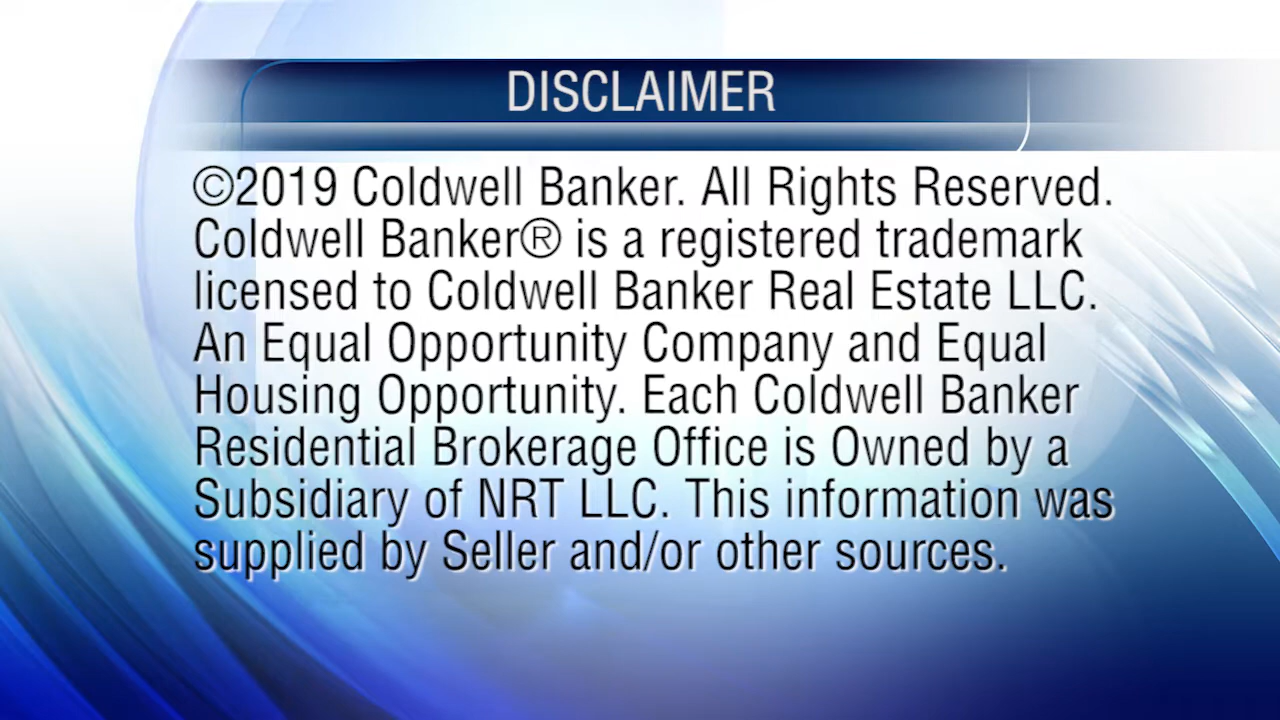 DISCLAIMER
©2019 Coldwell Banker. All Rights Reserved.
Coldwell Banker® is a registered trademark
licensed to Coldwell Banker Real Estate LLC.
An Equal Opportunity Company and Equal
Housing Opportunity. Each Coldwell Banker
Residential Brokerage Office is Owned by a
Subsidiary of NRT LLC. This information was
supplied by Seller and/or other sources.